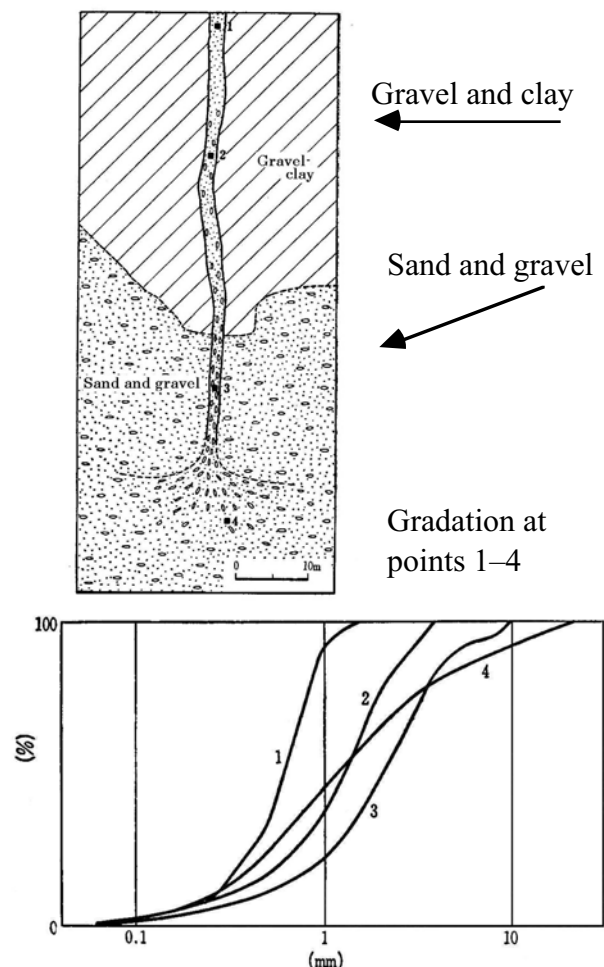 1
Gravel and clay
2
Gravel-
clay
Sand and gravel
Sand and gravel
3
4
0 10m
Gradation at
points 1–4
100
(%)
0
1
2
3
4
0.1 1 10
(mm)